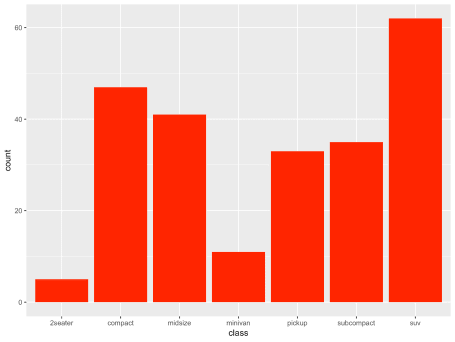 60
40
20
0
count
2seater compact midsize minivan pickup subcompact suv
class